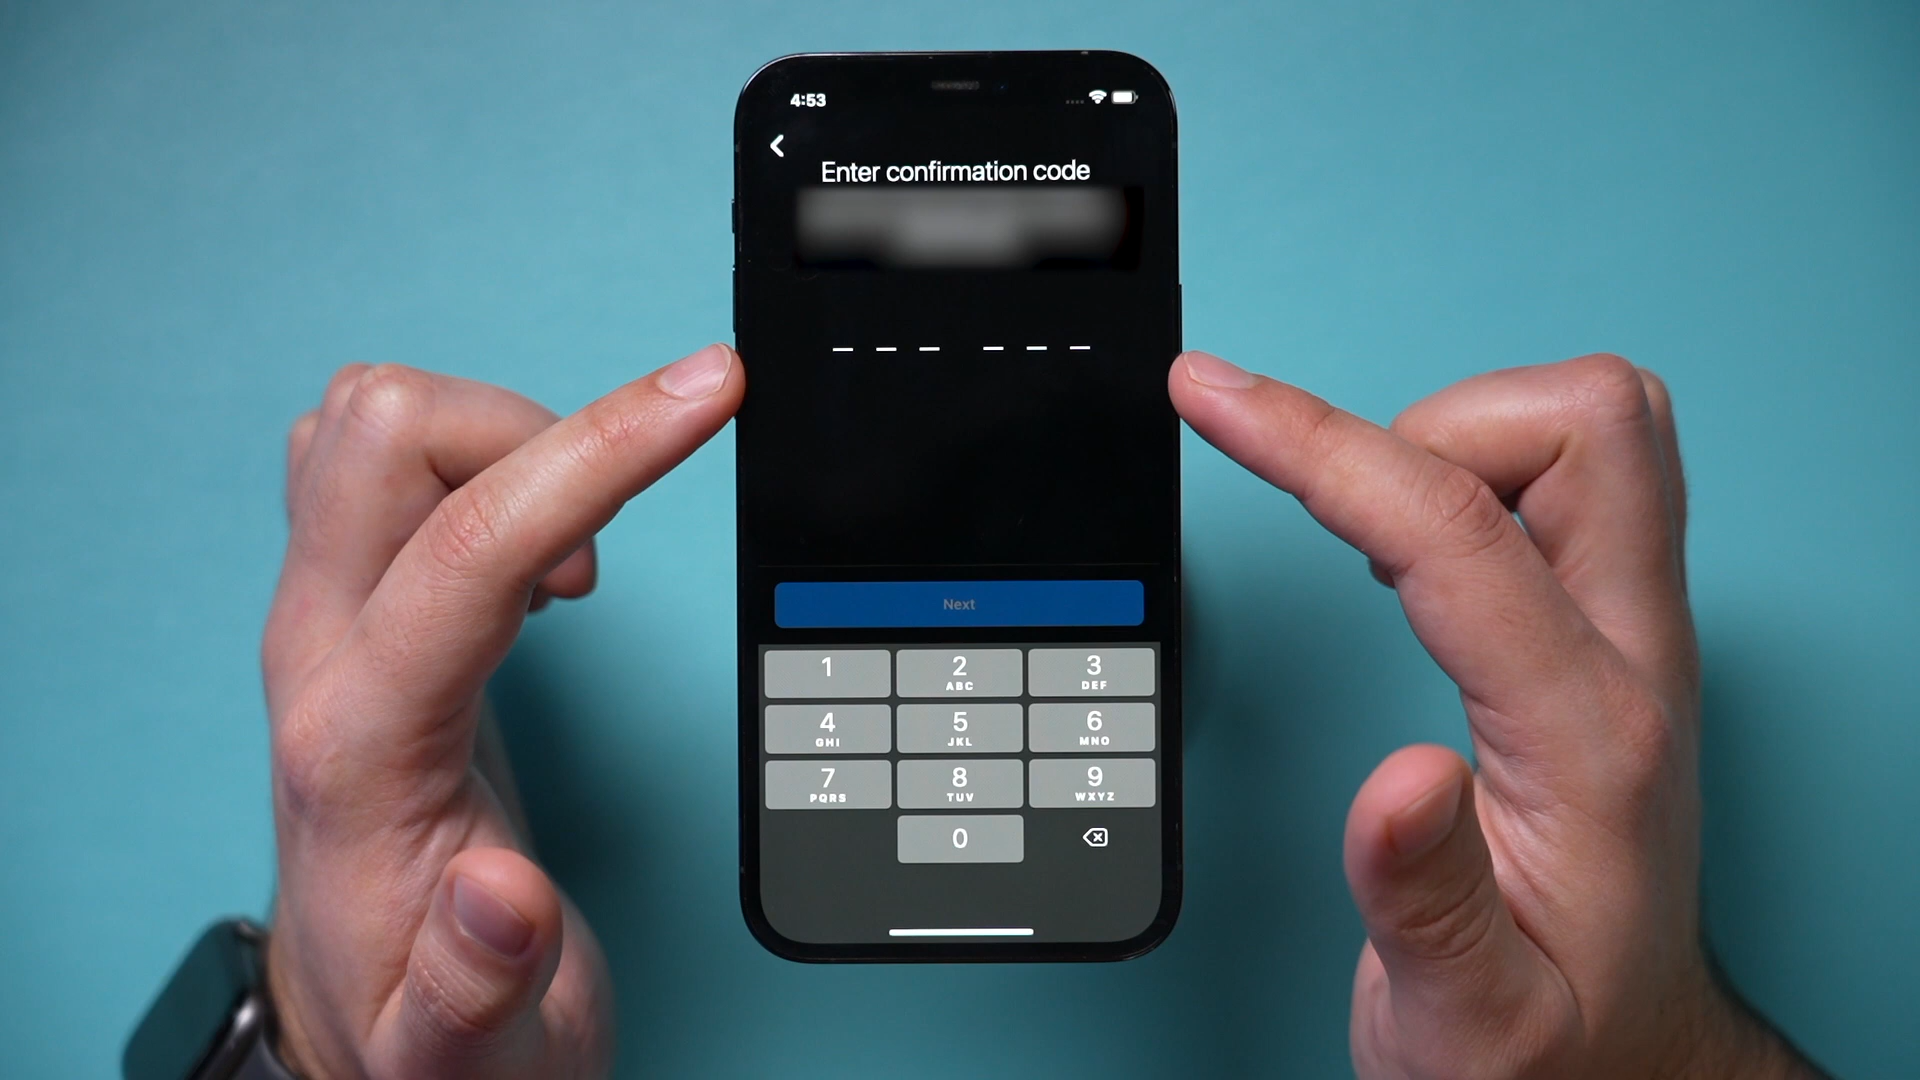 4:53
Enter confirmation code
Next
1 2 3
ABC DEF
4 5 6
GHI JKL MNO
7 8 9
PQRS TUV WXYZ
0